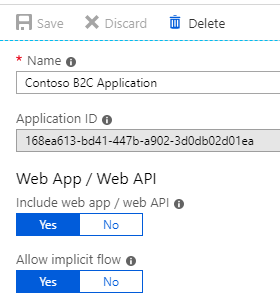 Save Discard Delete
* Name
Contoso B2C Application
Application ID
168ea613-bd41-447b-a902-3d0db02d01ea
Web App / Web API
Include web app / web API
Yes No
Allow implicit flow
Yes No